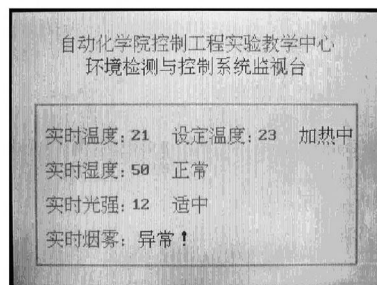 自动化学院控制工程实验教学中心
环境检测与控制系统监视台
实时温度: 21 设定温度: 23 加热中
实时湿度: 50 正常
实时光强: 12 适中
实时烟雾: 异常!